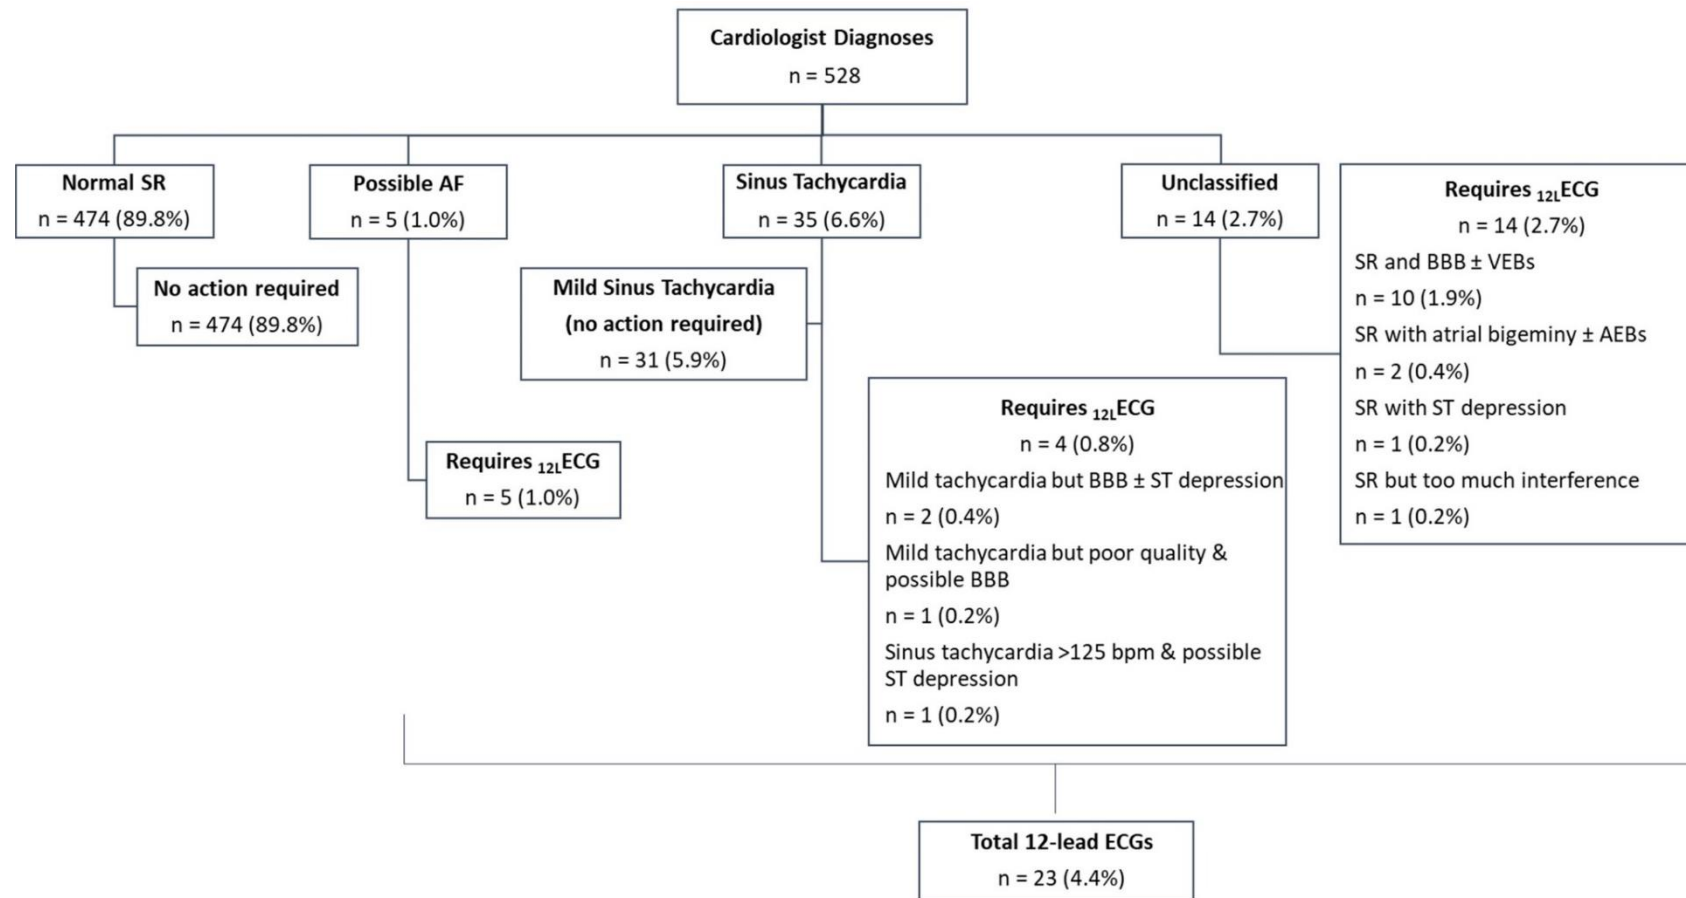 Cardiologist Diagnoses
n = 528
Normal SR
n = 474 (89.8%)
No action required
n = 474 (89.8%)
Possible AF
n = 5 (1.0%)
Requires 12LECG
n = 5 (1.0%)
Sinus Tachycardia
n = 35 (6.6%)
Mild Sinus Tachycardia
(no action required)
n = 31 (5.9%)
Requires 12LECG
n = 4 (0.8%)
Mild tachycardia but BBB ± ST depression
n = 2 (0.4%)
Mild tachycardia but poor quality &
possible BBB
n = 1 (0.2%)
Sinus tachycardia >125 bpm & possible
ST depression
n = 1 (0.2%)
Unclassified
n = 14 (2.7%)
Requires 12LECG
n = 14 (2.7%)
SR and BBB ± VEBs
n = 10 (1.9%)
SR with atrial bigeminy ± AEBs
n = 2 (0.4%)
SR with ST depression
n = 1 (0.2%)
SR but too much interference
n = 1 (0.2%)
Total 12-lead ECGs
n = 23 (4.4%)